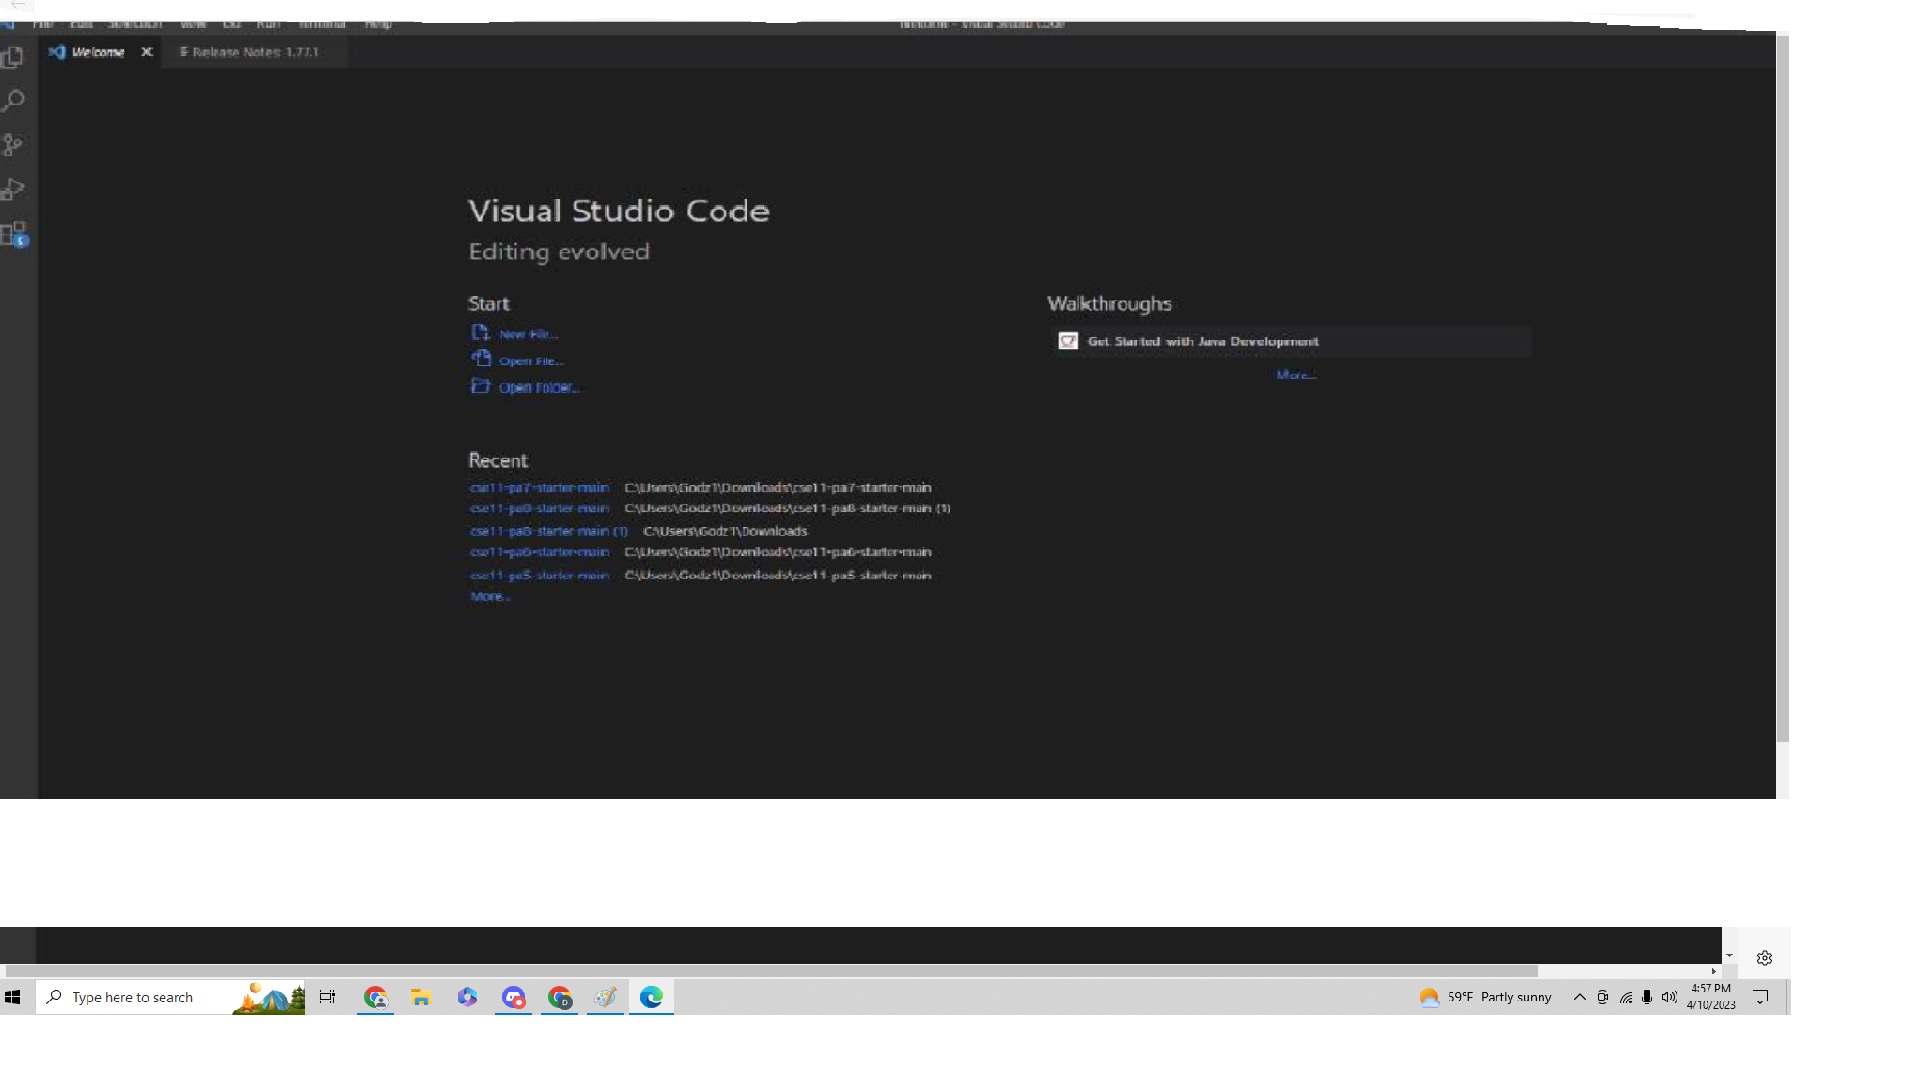 File Edit Selection View Go Run Terminal Help
Visual Studio Code
Welcome
Release Notes: 1.77.1
5
Visual Studio Code
Editing evolved
Start
New File...
Open File...
Open Folder...
Walkthroughs
Get Started with Java Development
More...
Recent
cse11-pa7-starter-main C:\Users\Godz1\Downloads\cse11-pa7-starter-main
cse11-pa8-starter-main C:\Users\Godz1\Downloads\cse11-pa8-starter-main (1)
cse11-pa8-starter-main (1) C:\Users\Godz1\Downloads
cse11-pa6-starter-main C:\Users\Godz1\Downloads\cse11-pa6-starter-main
cse11-pa5-starter-main C:\Users\Godz1\Downloads\cse11-pa5-starter-main
More...
Type here to search
59°F Partly sunny
4:57 PM
4/10/2023